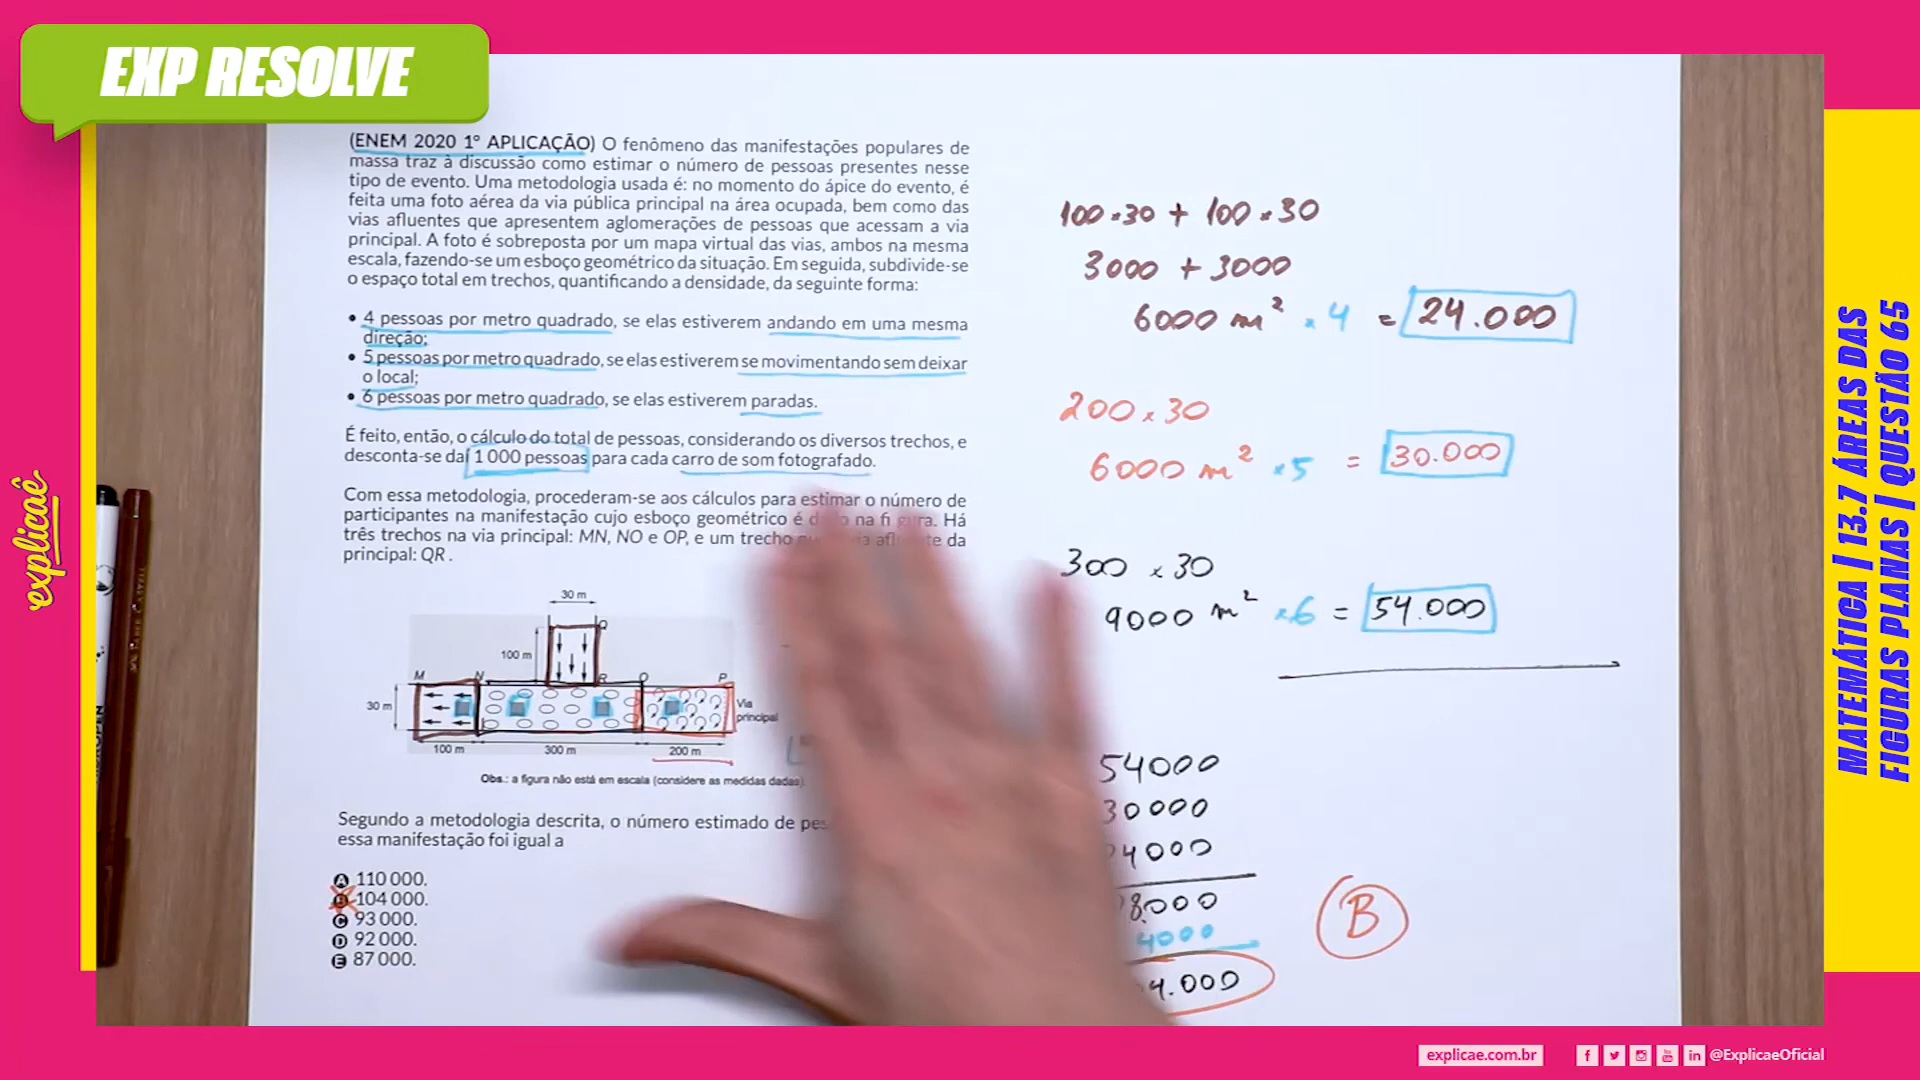 EXP RESOLVE
(ENEM 2020 1º APLICAÇÃO) O fenômeno das manifestações populares de
massa traz à discussão como estimar o número de pessoas presentes nesse
tipo de evento. Uma metodologia usada é: no momento do ápice do evento, é
feita uma foto aérea da via pública principal na área ocupada, bem como das
vias afluentes que apresentem aglomerações de pessoas que acessam a via
principal. A foto é sobreposta por um mapa virtual das vias, ambos na mesma
escala, fazendo-se um esboço geométrico da situação. Em seguida, subdivide-se
o espaço total em trechos, quantificando a densidade, da seguinte forma:
• 4 pessoas por metro quadrado, se elas estiverem andando em uma mesma
direção;
• 5 pessoas por metro quadrado, se elas estiverem se movimentando sem deixar
o local;
• 6 pessoas por metro quadrado, se elas estiverem paradas.
É feito, então, o cálculo do total de pessoas, considerando os diversos trechos, e
desconta-se daí 1 000 pessoas para cada carro de som fotografado.
Com essa metodologia, procederam-se aos cálculos para estimar o número de
participantes na manifestação cujo esboço geométrico é na fi gura. Há
três trechos na via principal: MN, NO e OP, e um trecho da
principal: QR .
30 m
Q
100 m
M N R O P
30 m
Via
principal
100 m 300 m 200 m
Obs.: a figura não está em escala (considere as medidas dadas).
Segundo a metodologia descrita, o número estimado de
essa manifestação foi igual a
A 110 000.
B 104 000.
C 93 000.
D 92 000.
E 87 000.
100 × 30 + 100 × 30
3000 + 3000
6000 m² × 4 = 24.000
200 × 30
6000 m² × 5 = 30.000
300 × 30
9000 m² × 6 = 54.000
54000
30000
4000
8.000
4000
4.000
B
explicaê
MATEMÁTICA | 13.7 ÁREAS DAS
FIGURAS PLANAS | QUESTÃO 65
explicae.com.br
@ExplicaeOficial